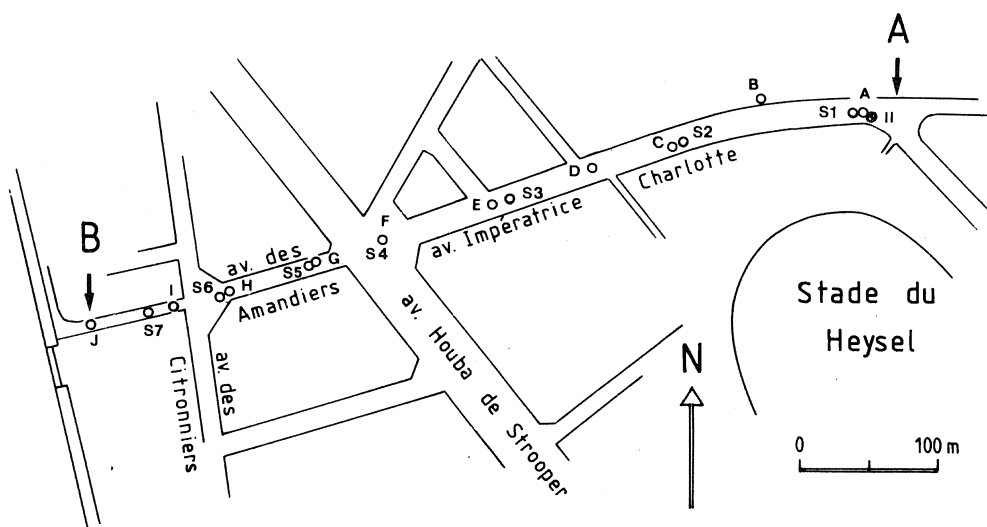 A
B
A
S1
II
C
S2
D
av. Impératrice Charlotte
E
S3
F
S4
Stade du
Heysel
B
av. des
Amandiers
S5
G
S6
H
I
S7
J
av. des
Citronniers
av. Houba de Strooper
N
0 100 m